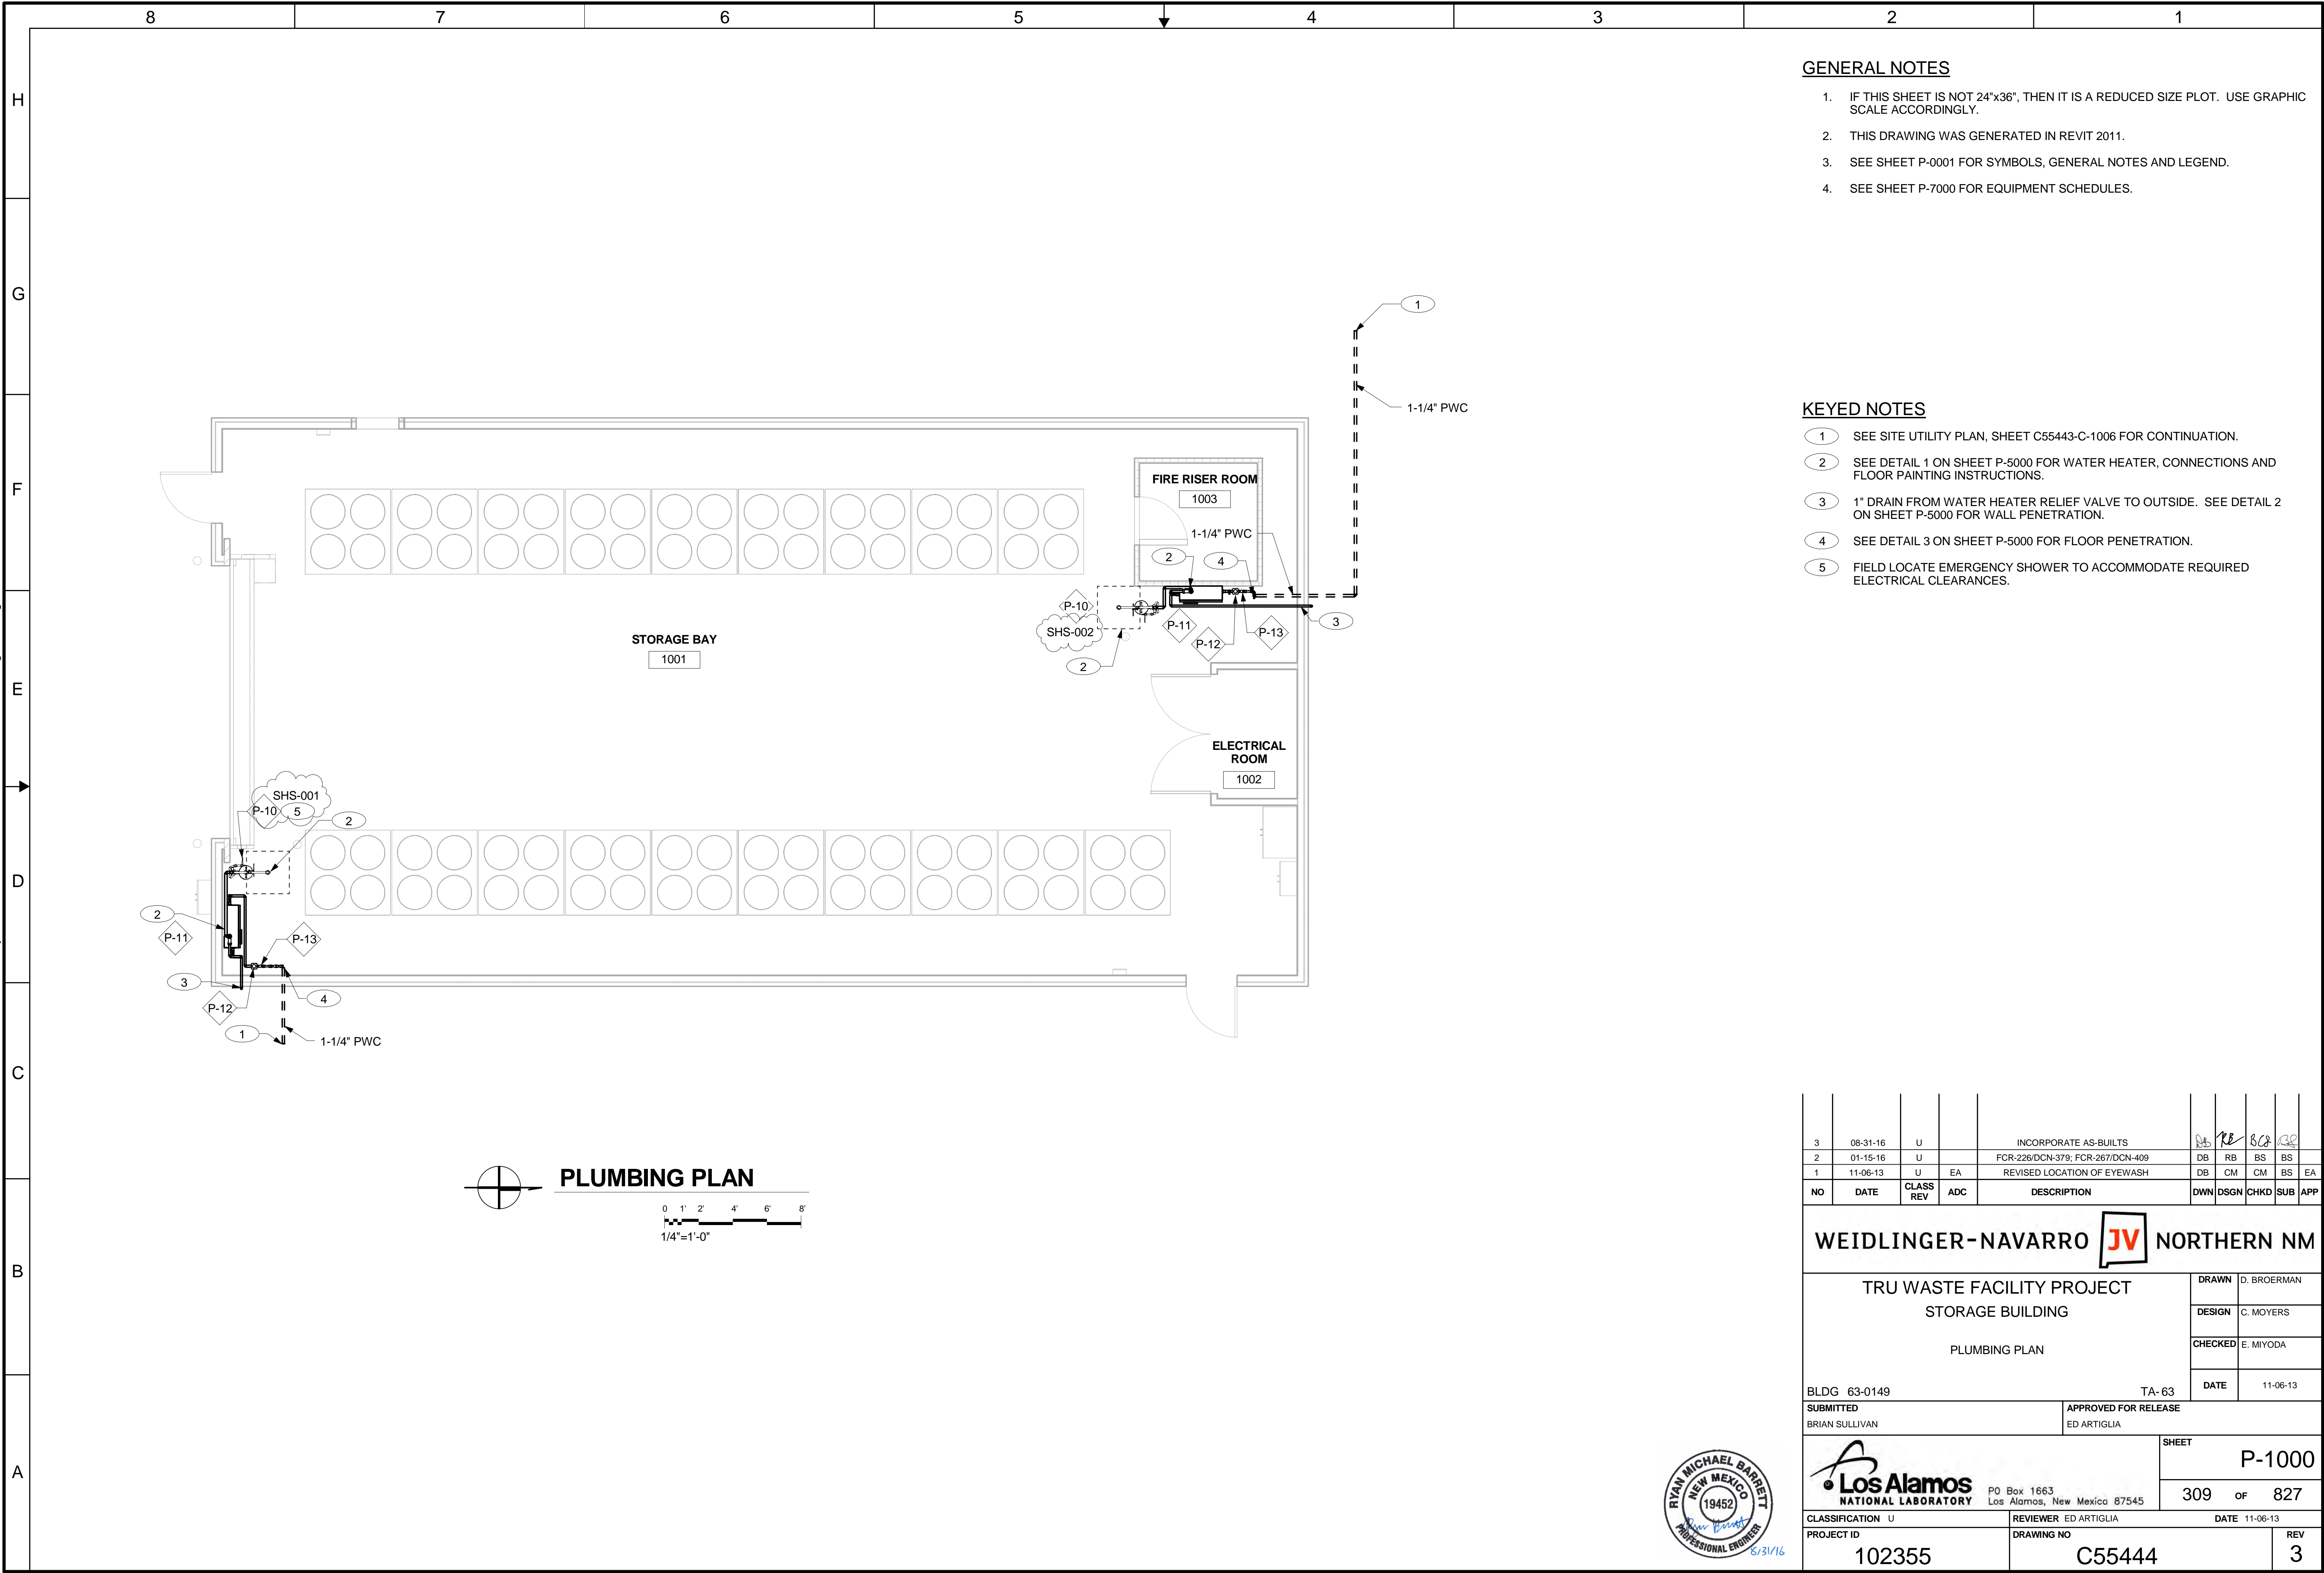 8 7 6 5 4 3 2 1
H
G
F
E
D
C
B
A
GENERAL NOTES
1. IF THIS SHEET IS NOT 24"x36", THEN IT IS A REDUCED SIZE PLOT. USE GRAPHIC
SCALE ACCORDINGLY.
2. THIS DRAWING WAS GENERATED IN REVIT 2011.
3. SEE SHEET P-0001 FOR SYMBOLS, GENERAL NOTES AND LEGEND.
4. SEE SHEET P-7000 FOR EQUIPMENT SCHEDULES.
KEYED NOTES
1 SEE SITE UTILITY PLAN, SHEET C55443-C-1006 FOR CONTINUATION.
2 SEE DETAIL 1 ON SHEET P-5000 FOR WATER HEATER, CONNECTIONS AND
FLOOR PAINTING INSTRUCTIONS.
3 1" DRAIN FROM WATER HEATER RELIEF VALVE TO OUTSIDE. SEE DETAIL 2
ON SHEET P-5000 FOR WALL PENETRATION.
4 SEE DETAIL 3 ON SHEET P-5000 FOR FLOOR PENETRATION.
5 FIELD LOCATE EMERGENCY SHOWER TO ACCOMMODATE REQUIRED
ELECTRICAL CLEARANCES.
1
1-1/4" PWC
FIRE RISER ROOM
1003
1-1/4" PWC
2
4
P-10
SHS-002
2
P-11
P-12
P-13
3
STORAGE BAY
1001
ELECTRICAL
ROOM
1002
SHS-001
P-10 5
2
2
P-11
P-13
3
P-12
4
1
1-1/4" PWC
PLUMBING PLAN
0 1' 2' 4' 6' 8'
1/4"=1'-0"
3 08-31-16 U INCORPORATE AS-BUILTS DB RB BCS BS
2 01-15-16 U FCR-226/DCN-379; FCR-267/DCN-409 DB RB BS BS
1 11-06-13 U EA REVISED LOCATION OF EYEWASH DB CM CM BS EA
NO DATE CLASS REV ADC DESCRIPTION DWN DSGN CHKD SUB APP
WEIDLINGER-NAVARRO JV NORTHERN NM
TRU WASTE FACILITY PROJECT
STORAGE BUILDING
PLUMBING PLAN
BLDG 63-0149 TA-63
DRAWN D. BROERMAN
DESIGN C. MOYERS
CHECKED E. MIYODA
DATE 11-06-13
SUBMITTED
BRIAN SULLIVAN
APPROVED FOR RELEASE
ED ARTIGLIA
Los Alamos
NATIONAL LABORATORY
PO Box 1663
Los Alamos, New Mexico 87545
SHEET
P-1000
309 OF 827
CLASSIFICATION U REVIEWER ED ARTIGLIA DATE 11-06-13
PROJECT ID
102355
DRAWING NO
C55444
REV
3
RYAN MICHAEL BARRETT
NEW MEXICO
19452
PROFESSIONAL ENGINEER
8/31/16